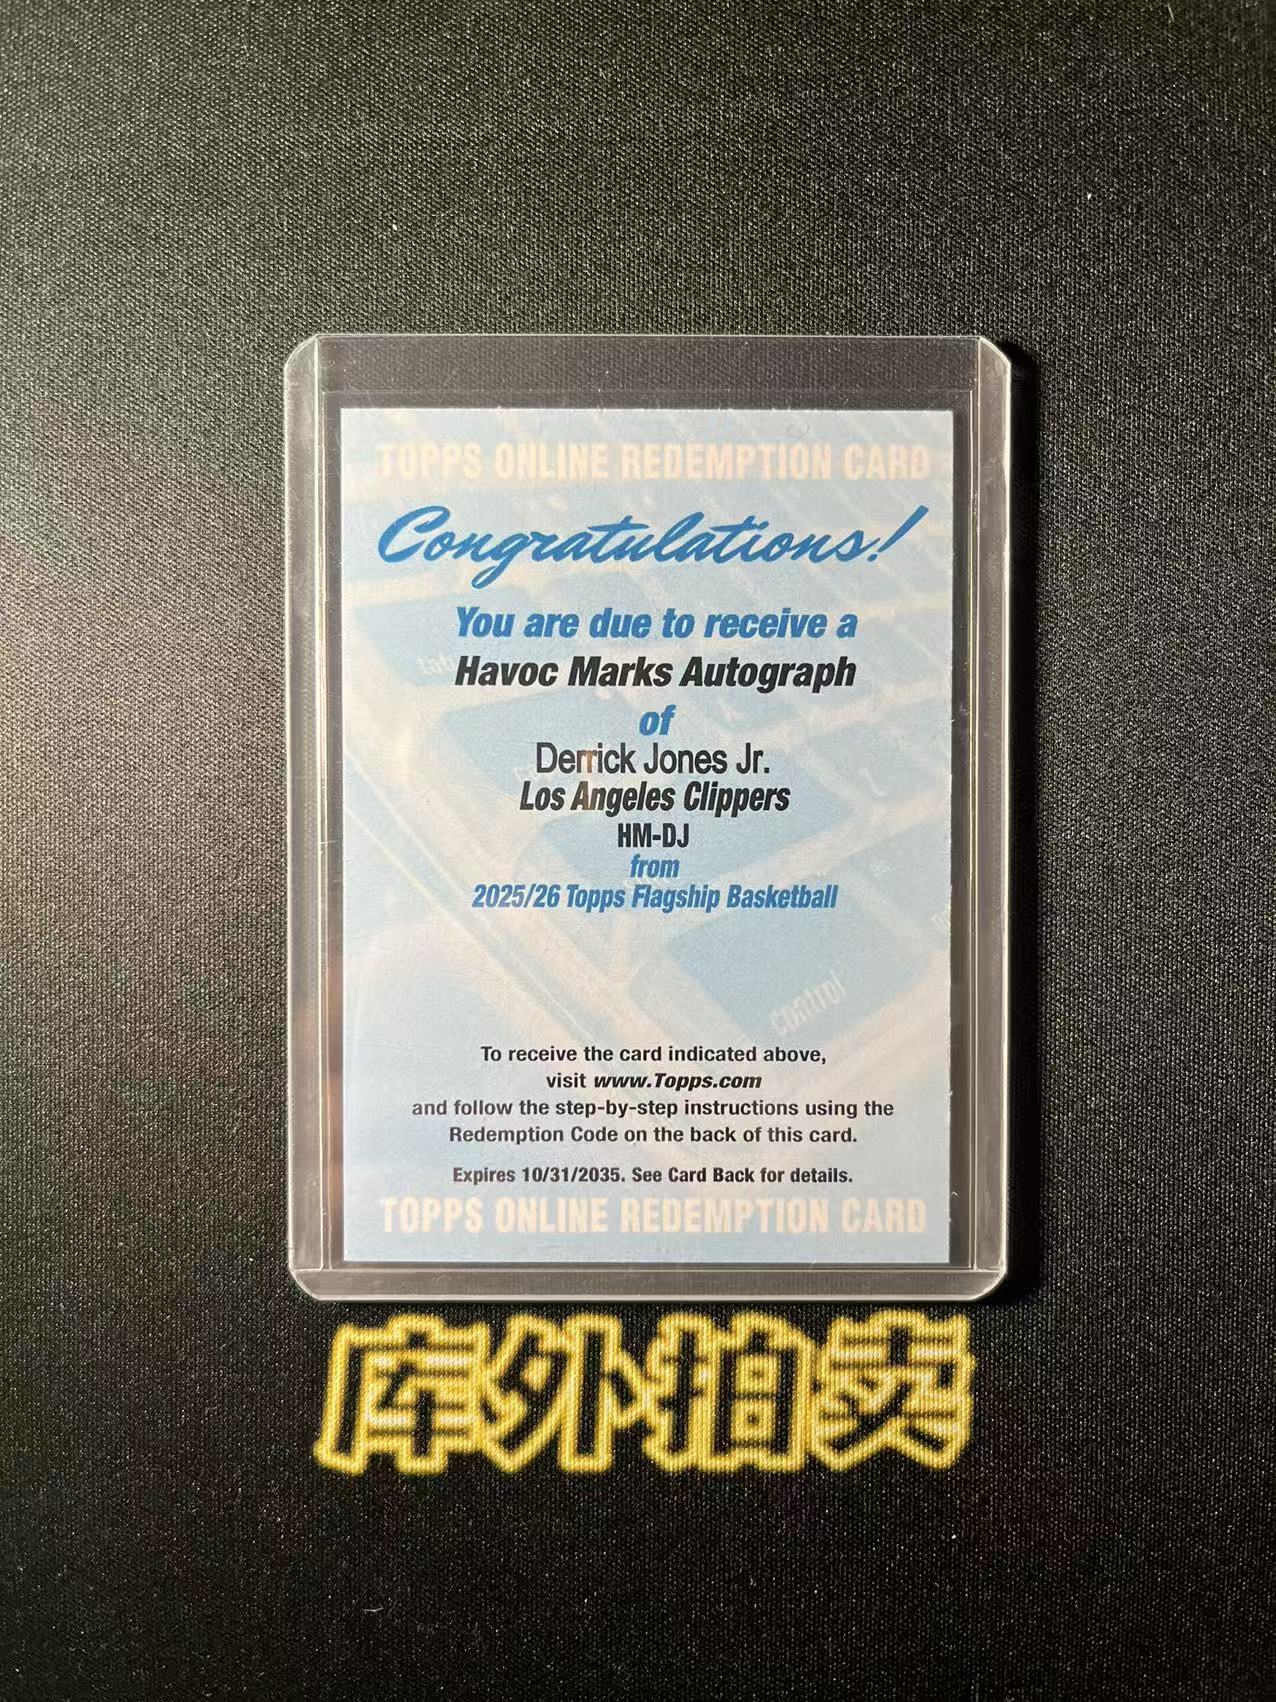 TOPPS ONLINE REDEMPTION CARD
Congratulations!
You are due to receive a
Havoc Marks Autograph
of
Derrick Jones Jr.
Los Angeles Clippers
HM-DJ
from
2025/26 Topps Flagship Basketball
control
To receive the card indicated above,
visit www.Topps.com
and follow the step-by-step instructions using the
Redemption Code on the back of this card.
Expires 10/31/2035. See Card Back for details.
TOPPS ONLINE REDEMPTION CARD
库外拍卖